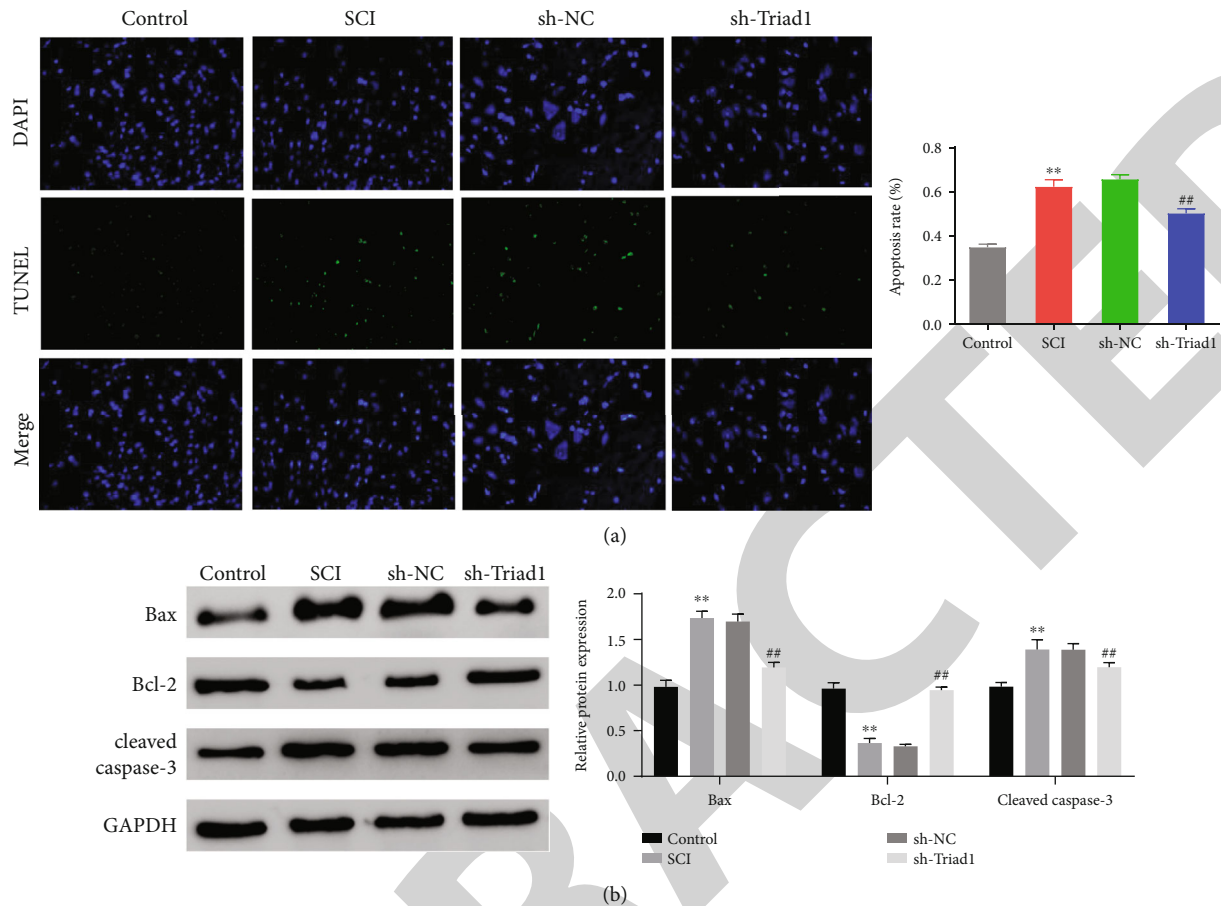 Control SCI sh-NC sh-Triad1
DAPI
TUNEL
Merge
Apoptosis rate (%)
0.8
0.6
0.4
0.2
0.0
**
##
Control SCI sh-NC sh-Triad1
(a)
Control SCI sh-NC sh-Triad1
Bax
Bcl-2
cleaved
caspase-3
GAPDH
Relative protein expression
2.0
1.5
1.0
0.5
0.0
**
##
**
##
**
##
Bax Bcl-2 Cleaved caspase-3
Control sh-NC
SCI sh-Triad1
(b)